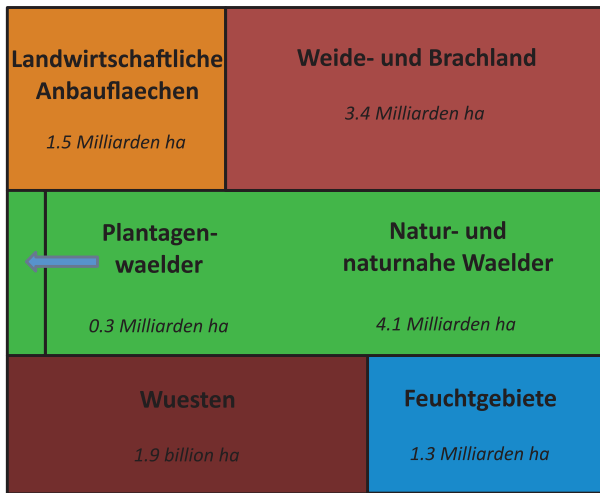 Landwirtschaftliche
Anbauflaechen
1.5 Milliarden ha
Weide- und Brachland
3.4 Milliarden ha
Plantagen-
waelder
0.3 Milliarden ha
Natur- und
naturnahe Waelder
4.1 Milliarden ha
Wuesten
1.9 billion ha
Feuchtgebiete
1.3 Milliarden ha